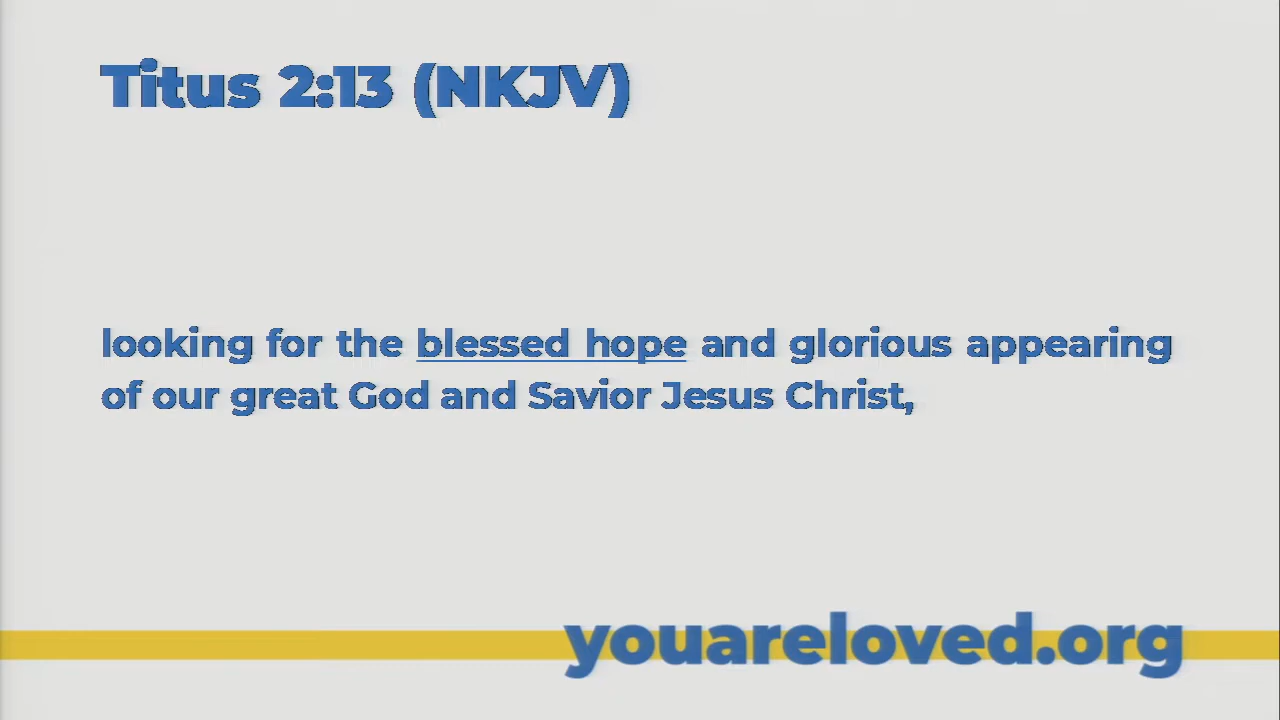 Titus 2:13 (NKJV)
looking for the blessed hope and glorious appearing
of our great God and Savior Jesus Christ,
youareloved.org